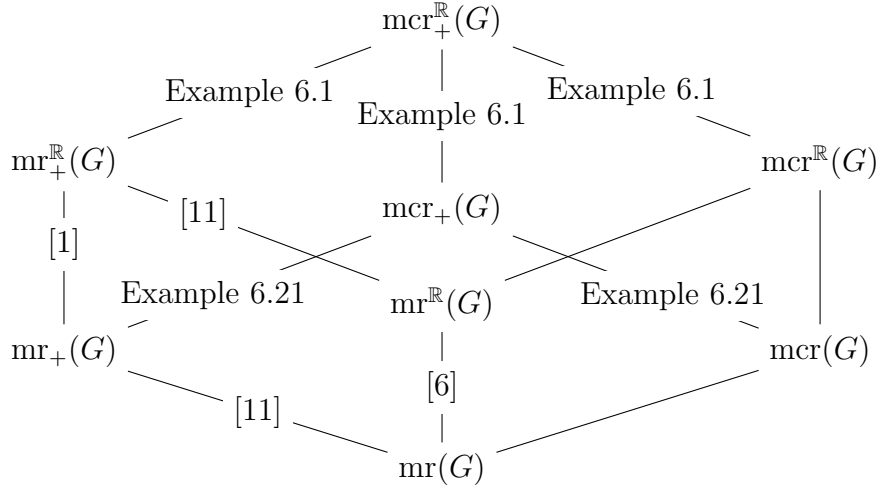 mcr₊^ℝ(G)
Example 6.1 Example 6.1 Example 6.1
mr₊^ℝ(G) mcr^ℝ(G)
[11] mcr₊(G)
[1]
Example 6.21 mr^ℝ(G) Example 6.21
mr₊(G) mcr(G)
[11] [6]
mr(G)